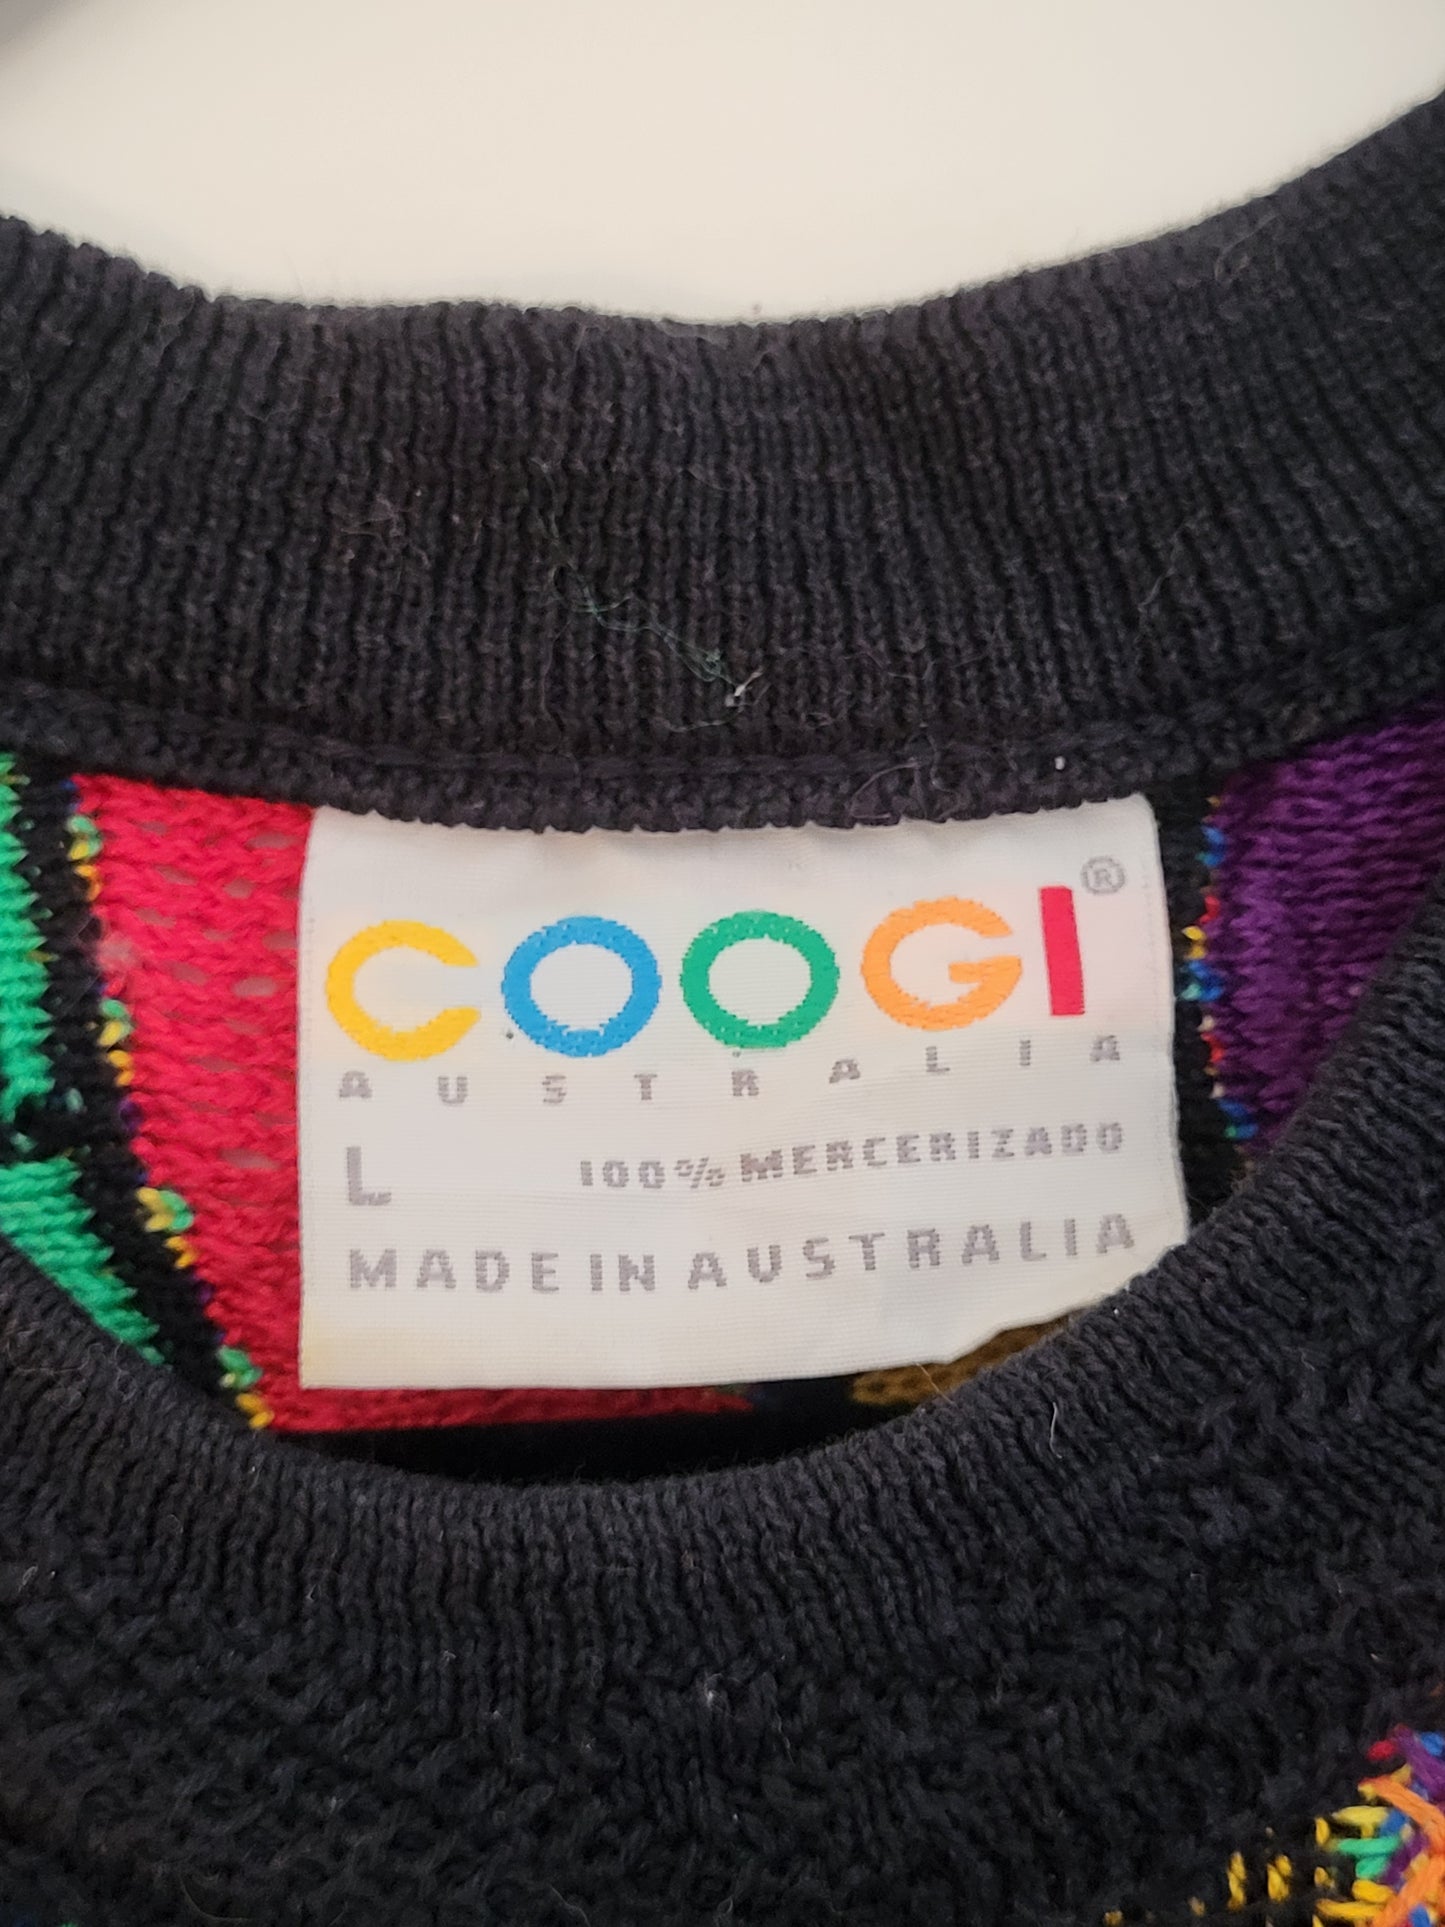 COOGI®
AUSTRALIA
L 100% MERCERIZADO
MADE IN AUSTRALIA